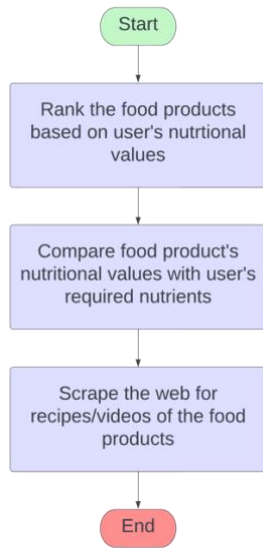 Start
Rank the food products
based on user's nutrtional
values
Compare food product's
nutritional values with user's
required nutrients
Scrape the web for
recipes/videos of the food
products
End